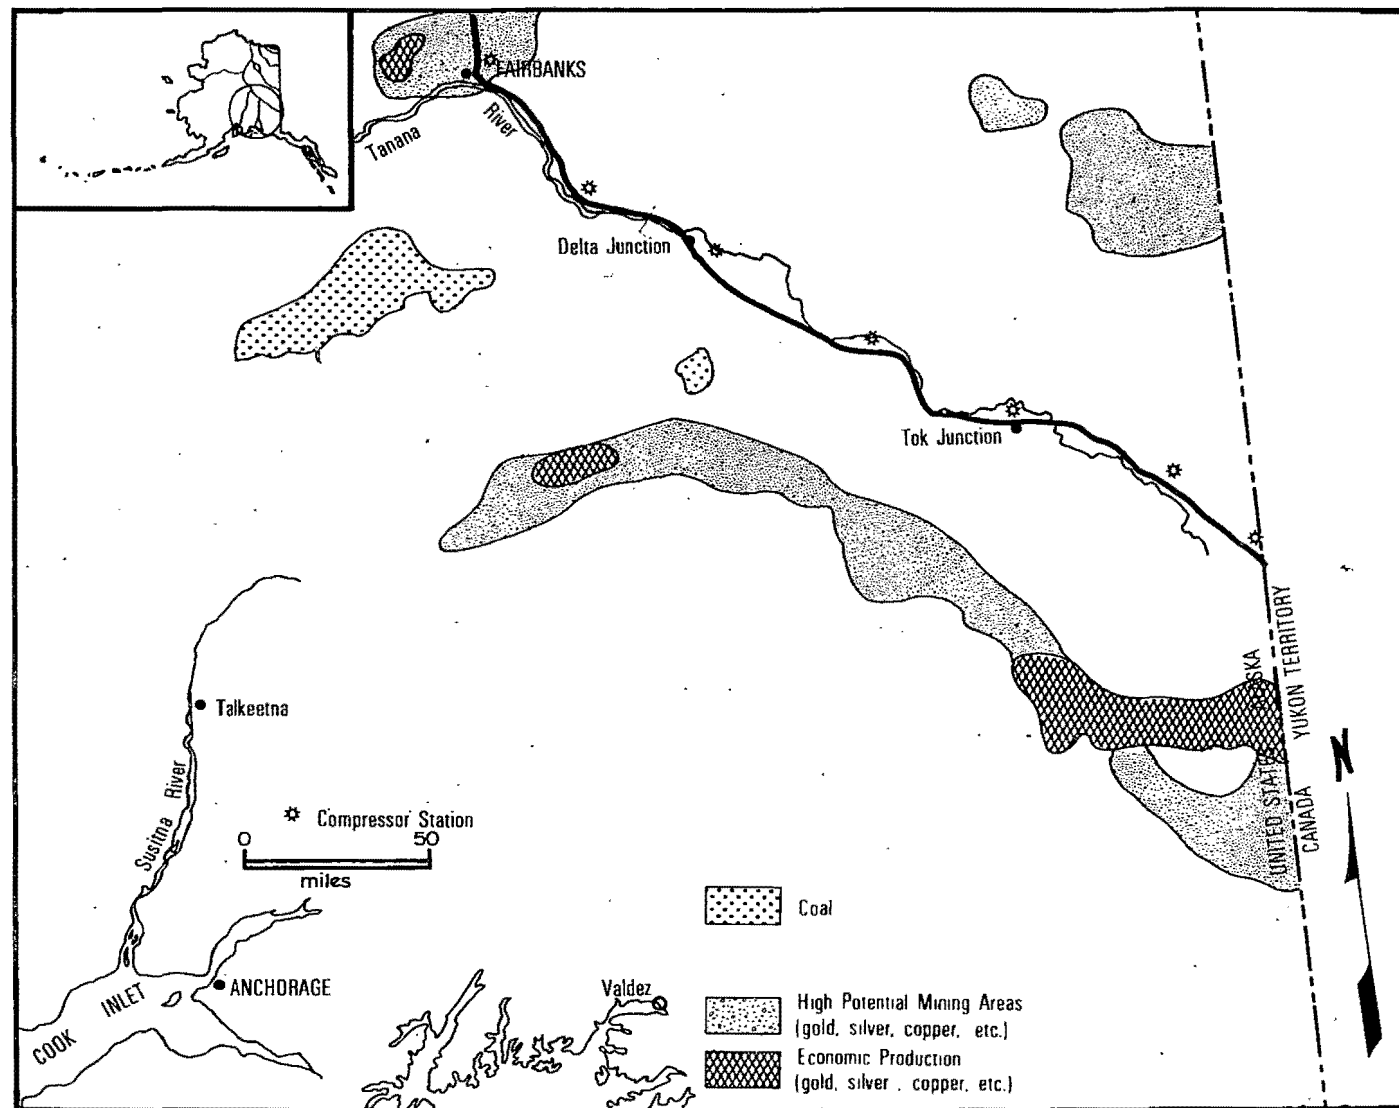 FAIRBANKS
Tanana River
Delta Junction
Tok Junction
Talkeetna
Susitna River
Compressor Station
0 50
miles
ANCHORAGE
COOK INLET
Valdez
UNITED STATES ALASKA
CANADA YUKON TERRITORY
N
Coal
High Potential Mining Areas
(gold, silver, copper, etc.)
Economic Production
(gold, silver , copper, etc.)